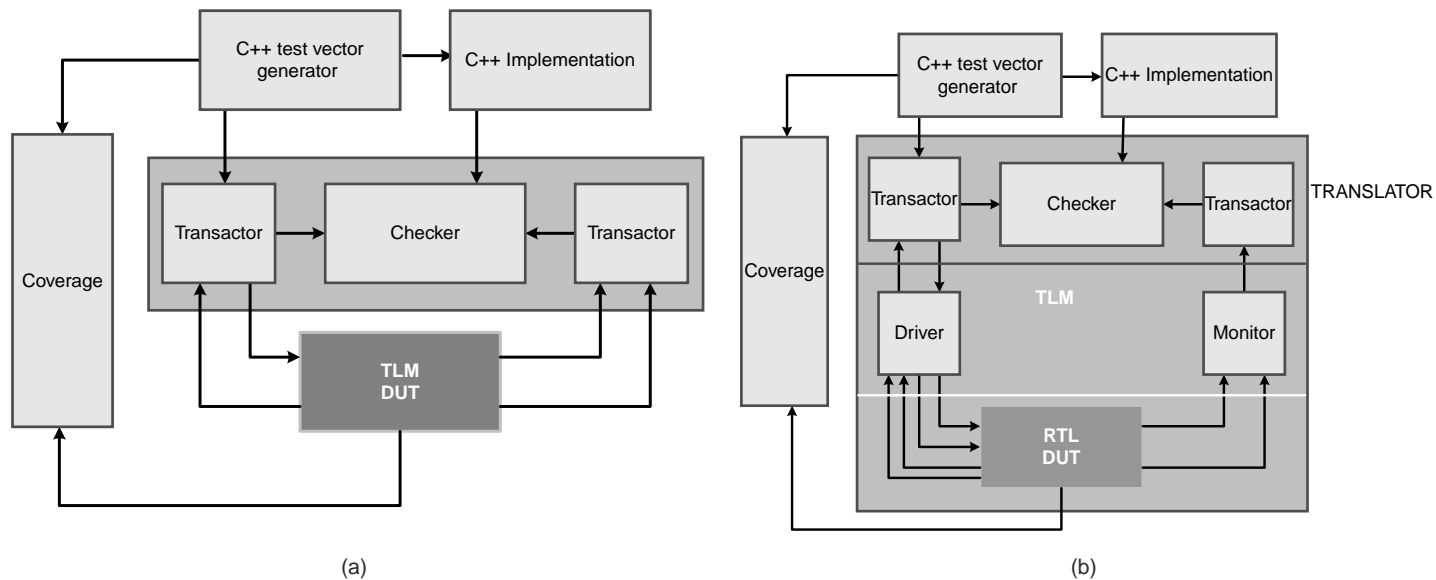 C++ test vector
generator
C++ Implementation
Transactor
Checker
Transactor
Coverage
TLM
DUT
(a)
C++ test vector
generator
C++ Implementation
Transactor
Checker
Transactor
TRANSLATOR
Coverage
TLM
Driver
Monitor
RTL
DUT
(b)